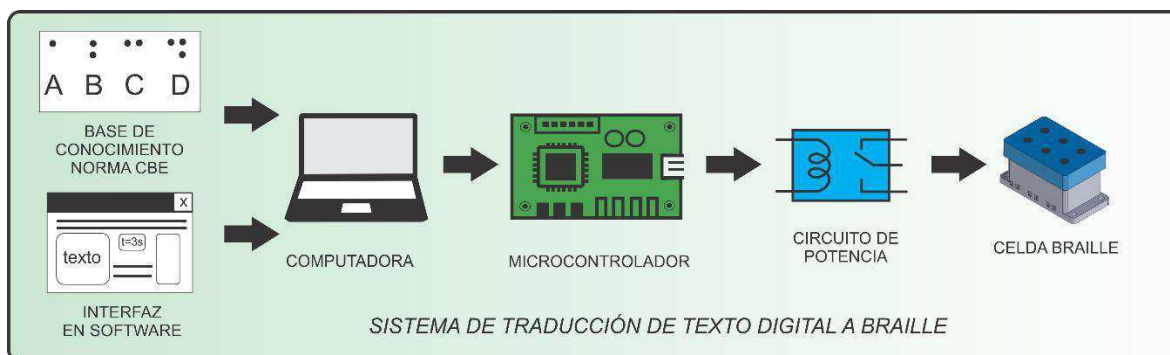 A B C D
BASE DE
CONOCIMIENTO
NORMA CBE
X
t=3s
texto
INTERFAZ
EN SOFTWARE
COMPUTADORA
MICROCONTROLADOR
CIRCUITO DE
POTENCIA
CELDA BRAILLE
SISTEMA DE TRADUCCIÓN DE TEXTO DIGITAL A BRAILLE